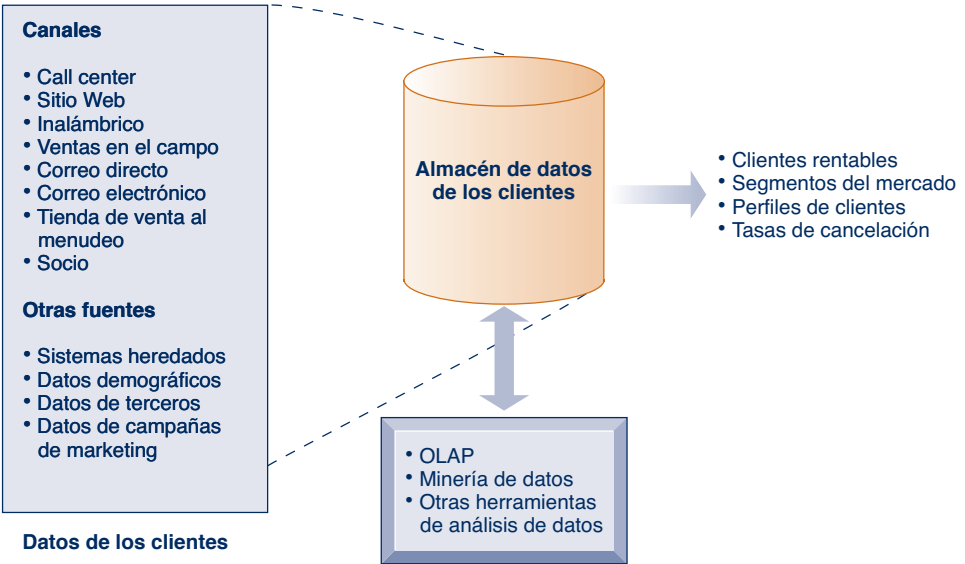 Canales
• Call center
• Sitio Web
• Inalámbrico
• Ventas en el campo
• Correo directo
• Correo electrónico
• Tienda de venta al
menudeo
• Socio
Otras fuentes
• Sistemas heredados
• Datos demográficos
• Datos de terceros
• Datos de campañas
de marketing
Datos de los clientes
Almacén de datos
de los clientes
• Clientes rentables
• Segmentos del mercado
• Perfiles de clientes
• Tasas de cancelación
• OLAP
• Minería de datos
• Otras herramientas
de análisis de datos